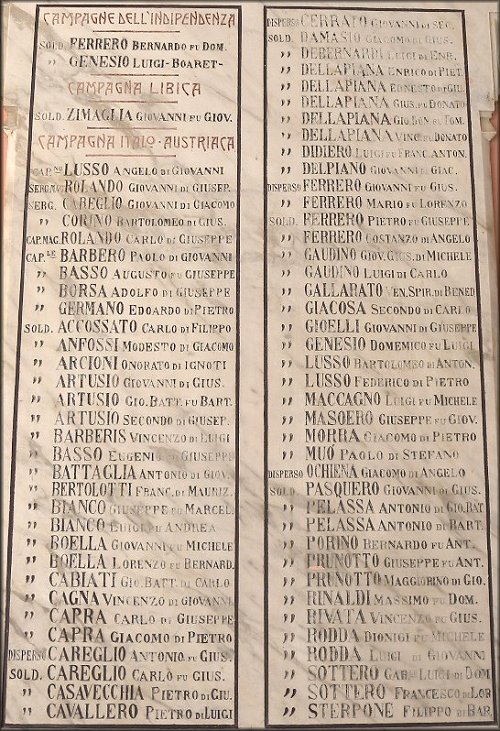 CAMPAGNE DELL'INDIPENDENZA
SOLD. FERRERO BERNARDO FU DOM.
” GENESIO LUIGI-BOARET-
CAMPAGNA LIBICA
SOLD. ZIMAGLIA GIOVANNI FU GIOV.
CAMPAGNA ITALO-AUSTRIACA
CAP.NO LUSSO ANGELO DI GIOVANNI
ROLANDO GIOVANNI DI GIUSEP.
SERG. CAREGLIO GIOVANNI DI GIACOMO
” CORINO BARTOLOMEO DI GIUS.
CAP.MAG. ROLANDO CARLO DI GIUSEPPE
CAP.LE BARBERO PAOLO DI GIOVANNI
” BASSO AUGUSTO FU GIUSEPPE
” BORSA ADOLFO DI GIUSEPPE
” GERMANO EDOARDO DI PIETRO
SOLD. ACCOSSATO CARLO DI FILIPPO
” ANFOSSI MODESTO DI GIACOMO
” ARCIONI ONORATO DI IGNOTI
” ARTUSIO GIOVANNI DI GIUS.
” ARTUSIO GIO.BATT. FU BART.
” ARTUSIO SECONDO DI GIUSEP.
” BARBERIS VINCENZO DI LUIGI
” BASSO EUGENIO DI GIUSEPPE
” BATTAGLIA ANTONIO DI GIOV.
” BERTOLOTTI FRANC. DI MAURIZ.
” BIANCO GIUSEPPE FU MARCEL.
” BIANCO LUIGI DI ANDREA
” BOELLA GIOVANNI FU MICHELE
” BOELLA LORENZO FU BERNARD.
” CABIATI GIO.BATT. DI CARLO
” CAGNA VINCENZO DI GIOVANNI
” CAPRA CARLO DI GIUSEPPE
” CAPRA GIACOMO DI PIETRO
DISPERSO CAREGLIO ANTONIO FU GIUS.
SOLD. CAREGLIO CARLO FU GIUS.
” CASAVECCHIA PIETRO DI GIU.
” CAVALLERO PIETRO DI LUIGI
DISPERSO CERRATO GIOVANNI DI SEC.
SOLD. DAMASIO GIACOMO DI GIUS.
” DEBERNARDI LUIGI DI ENR.
” DELLAPIANA ENRICO DI PIET.
” DELLAPIANA ERNESTO DI GIU.
” DELLAPIANA GIUS. FU DONATO
” DELLAPIANA GIO. FU TOM.
” DELLAPIANA VINC. FU DONATO
” DIDIERO LUIGI FU FRANC.ANTON.
” DELPIANO GIOVANNI DI GIAC.
DISPERSO FERRERO GIOVANNI FU GIUS.
” FERRERO MARIO FU LORENZO
SOLD. FERRERO PIETRO FU GIUSEPPE
” FERRERO COSTANZO DI ANGELO
” GAUDINO GIOV.GIUS. DI MICHELE
” GAUDINO LUIGI DI CARLO
” GALLARATO VEN.SPIR. DI BENED
” GIACOSA SECONDO DI CARLO
” GIOELLI GIOVANNI DI GIUSEPPE
” GENESIO DOMEMICO FU LUIGI
” LUSSO BARTOLOMEO DI ANTON.
” LUSSO FEDERICO DI PIETRO
” MACCAGNO LUIGI FU MICHELE
” MASOERO GIUSEPPE FU GIOV.
” MORRA GIACOMO DI PIETRO
” MUO PAOLO DI STEFANO
DISPERSO OCHIENA GIACOMO DI ANGELO
SOLD. PASQUERO GIOVANNI DI GIUS.
” PELASSA ANTONIO DI GIO.BAT
” PELASSA ANTONIO DI BART.
” PORINO BERNARDO FU ANT.
” PRUNOTTO GIUSEPPE FU ANT.
” PRUNOTTO MAGGIORINO DI GIO.
” RINALDI MASSIMO FU DOM.
” RIVATA VINCENZO FU GIUS.
” RODDA DIONIGI FU MICHELE
” RODDA LUIGI DI GIOVANNI
” SOTTERO LUIGI DI DOM
” SOTTERO FRANCESCO DI LOR
” STERPONE FILIPPO DI BAR